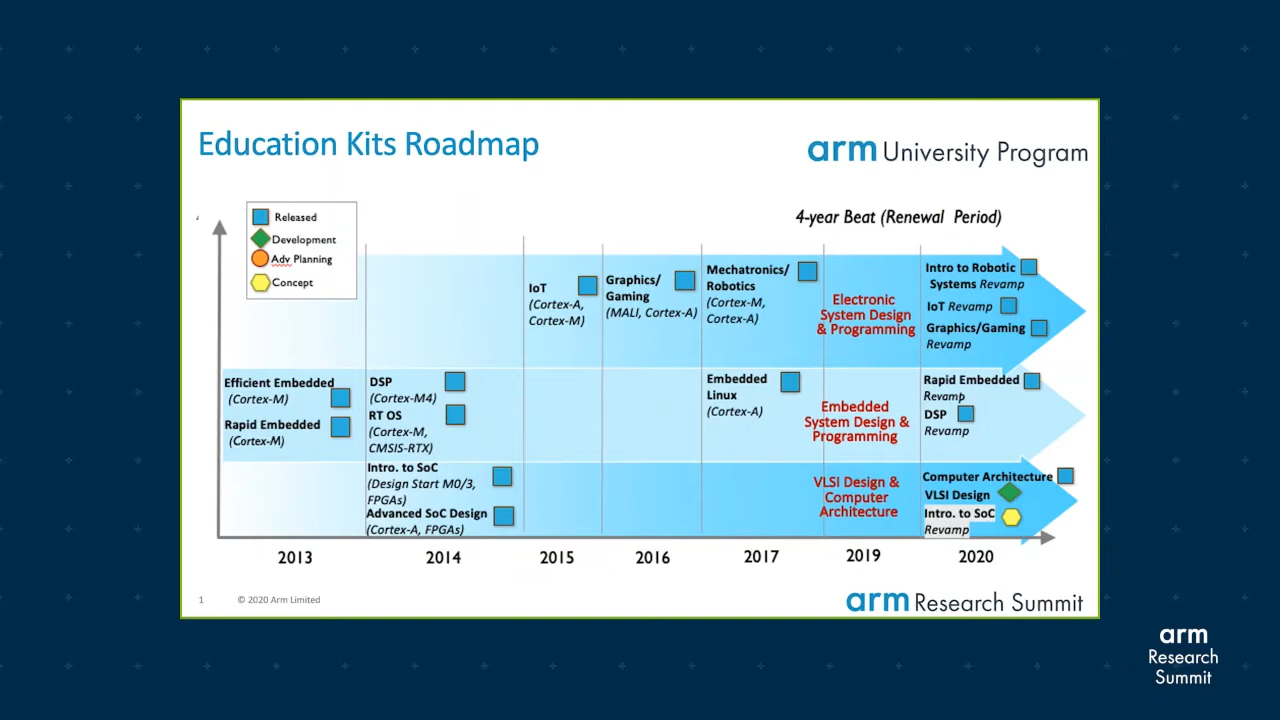 Education Kits Roadmap
arm University Program
Released
Development
Adv Planning
Concept
4-year Beat (Renewal Period)
IoT
(Cortex-A,
Cortex-M)
Graphics/
Gaming
(MALI, Cortex-A)
Mechatronics/
Robotics
(Cortex-M,
Cortex-A)
Electronic
System Design
& Programming
Intro to Robotic
Systems Revamp
IoT Revamp
Graphics/Gaming
Revamp
Efficient Embedded
(Cortex-M)
Rapid Embedded
(Cortex-M)
DSP
(Cortex-M4)
RT OS
(Cortex-M,
CMSIS-RTX)
Embedded
Linux
(Cortex-A)
Embedded
System Design &
Programming
Rapid Embedded
Revamp
DSP
Revamp
Intro. to SoC
(Design Start M0/3,
FPGAs)
Advanced SoC Design
(Cortex-A, FPGAs)
VLSI Design &
Computer
Architecture
Computer Architecture
VLSI Design
Intro. to SoC
Revamp
2013
2014
2015
2016
2017
2019
2020
1
© 2020 Arm Limited
arm Research Summit
arm
Research
Summit